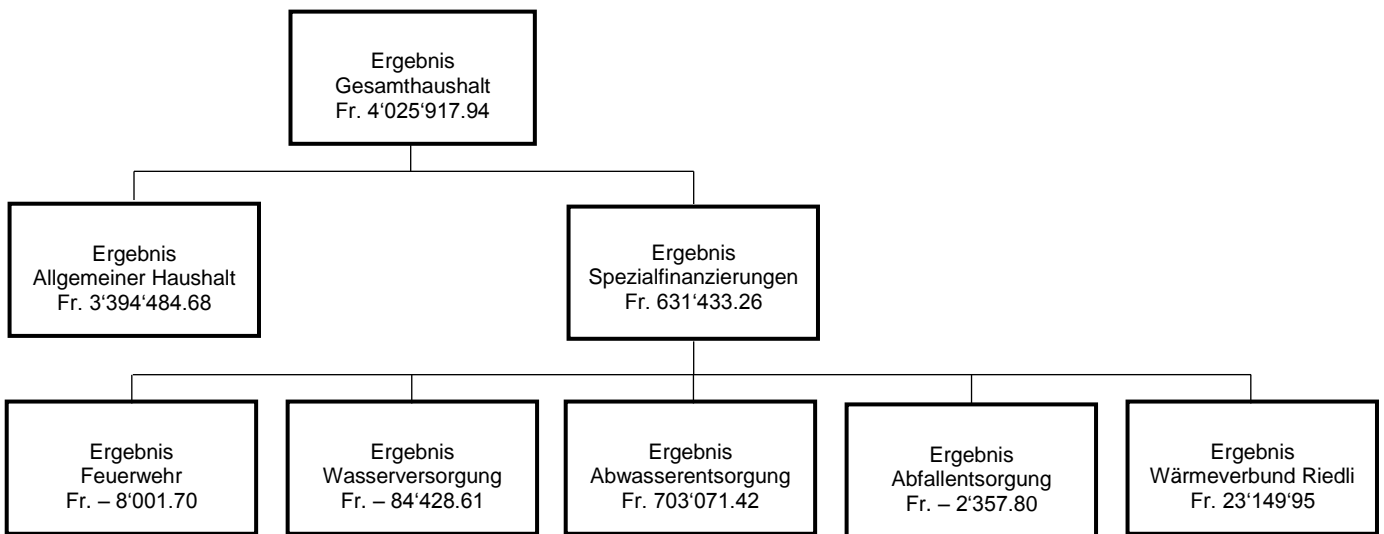 Ergebnis
Gesamthaushalt
Fr. 4‘025‘917.94
Ergebnis
Allgemeiner Haushalt
Fr. 3‘394‘484.68
Ergebnis
Spezialfinanzierungen
Fr. 631‘433.26
Ergebnis
Feuerwehr
Fr. – 8‘001.70
Ergebnis
Wasserversorgung
Fr. – 84‘428.61
Ergebnis
Abwasserentsorgung
Fr. 703‘071.42
Ergebnis
Abfallentsorgung
Fr. – 2‘357.80
Ergebnis
Wärmeverbund Riedli
Fr. 23‘149‘95